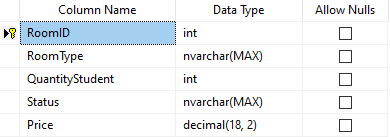 Column Name Data Type Allow Nulls
RoomID int
RoomType nvarchar(MAX)
QuantityStudent int
Status nvarchar(MAX)
Price decimal(18, 2)